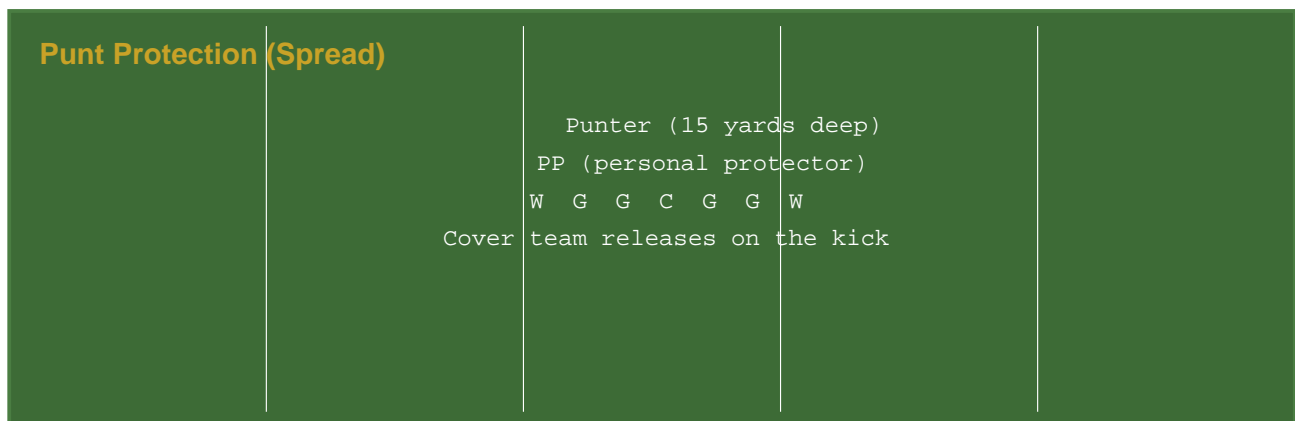 Punt Protection (Spread)
Punter (15 yards deep)
PP (personal protector)
W G G C G G W
Cover team releases on the kick